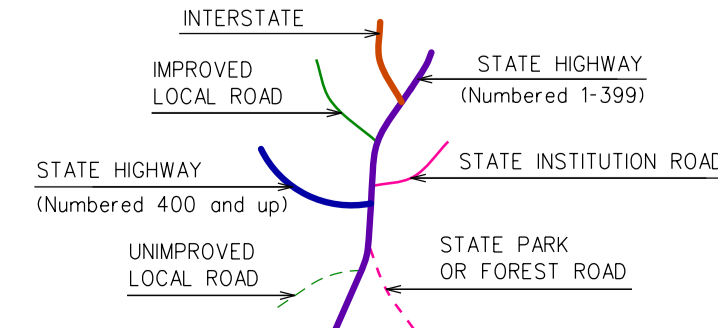 INTERSTATE
IMPROVED
LOCAL ROAD
STATE HIGHWAY
(Numbered 1-399)
STATE HIGHWAY
(Numbered 400 and up)
STATE INSTITUTION ROAD
UNIMPROVED
LOCAL ROAD
STATE PARK
OR FOREST ROAD